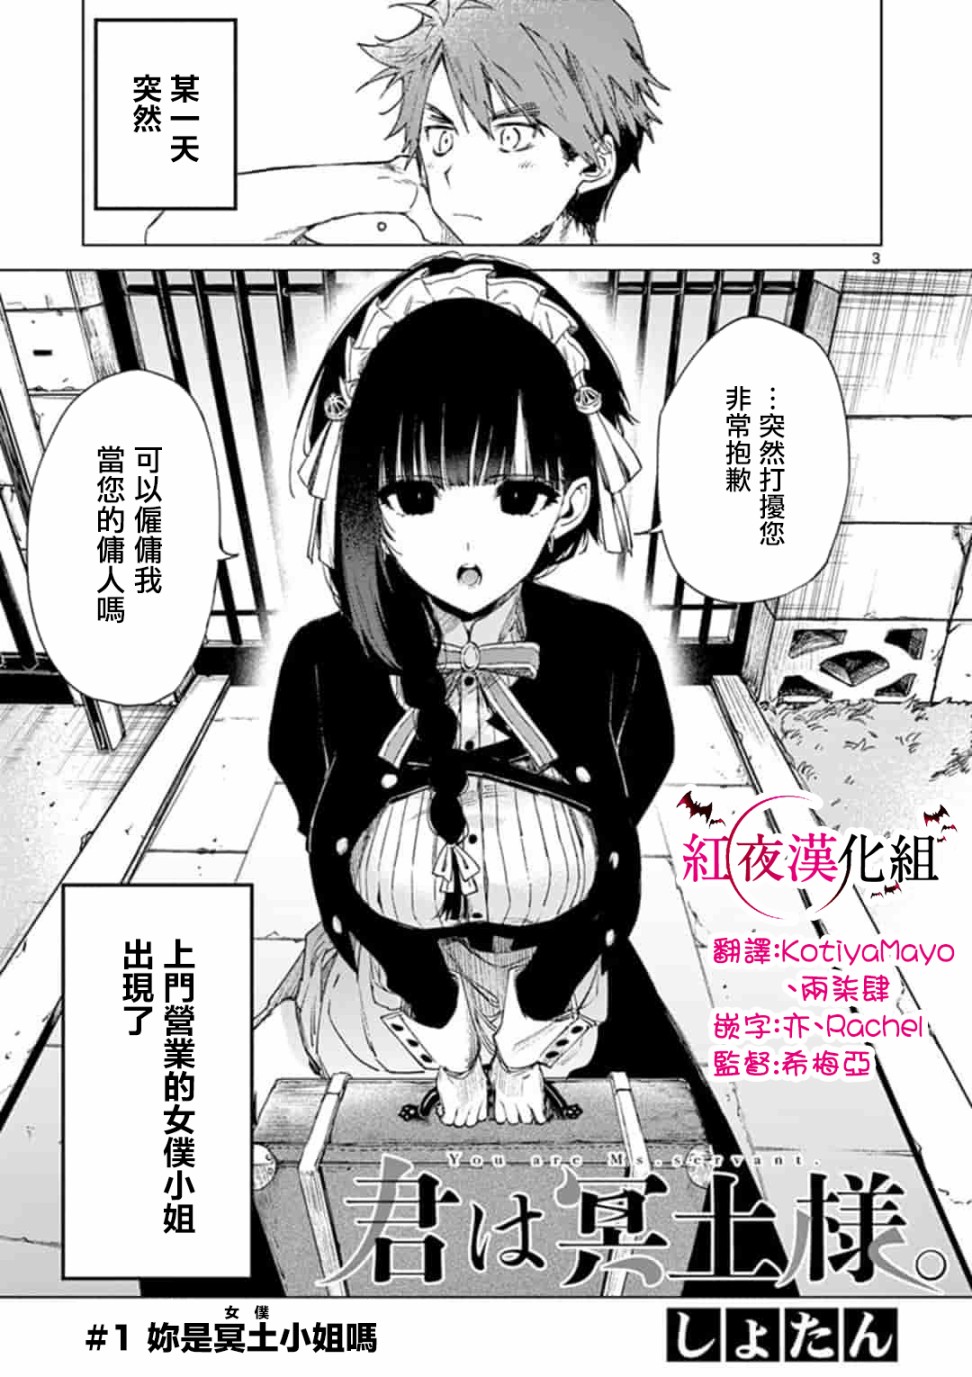 某一天
突然
3
…突然打擾您
非常抱歉
可以僱傭我
當您的傭人嗎
紅夜漢化組
翻譯:KotiyaMayo
、兩柒肆
嵌字:亦、Rachel
監督:希梅亞
上門營業的女僕小姐
出現了
You are Ms.servant.
君は冥土様。
女僕
#1 妳是冥土小姐嗎
しょたん